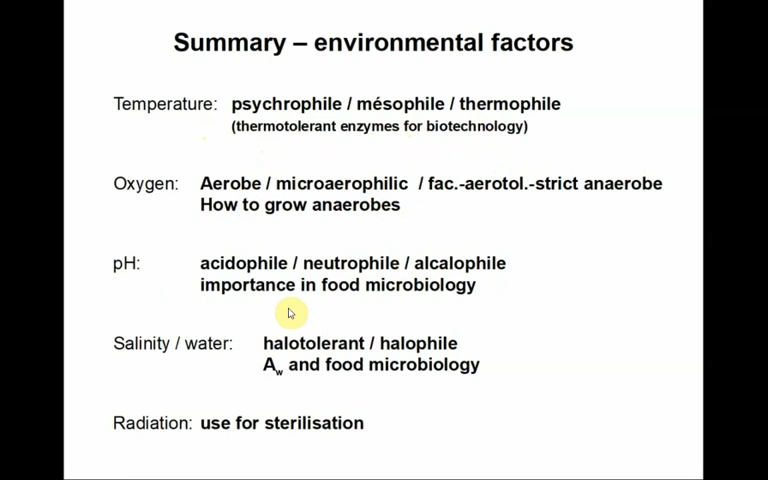 Summary – environmental factors
Temperature: psychrophile / mésophile / thermophile
(thermotolerant enzymes for biotechnology)
Oxygen: Aerobe / microaerophilic / fac.-aerotol.-strict anaerobe
How to grow anaerobes
pH: acidophile / neutrophile / alcalophile
importance in food microbiology
Salinity / water: halotolerant / halophile
Aw and food microbiology
Radiation: use for sterilisation